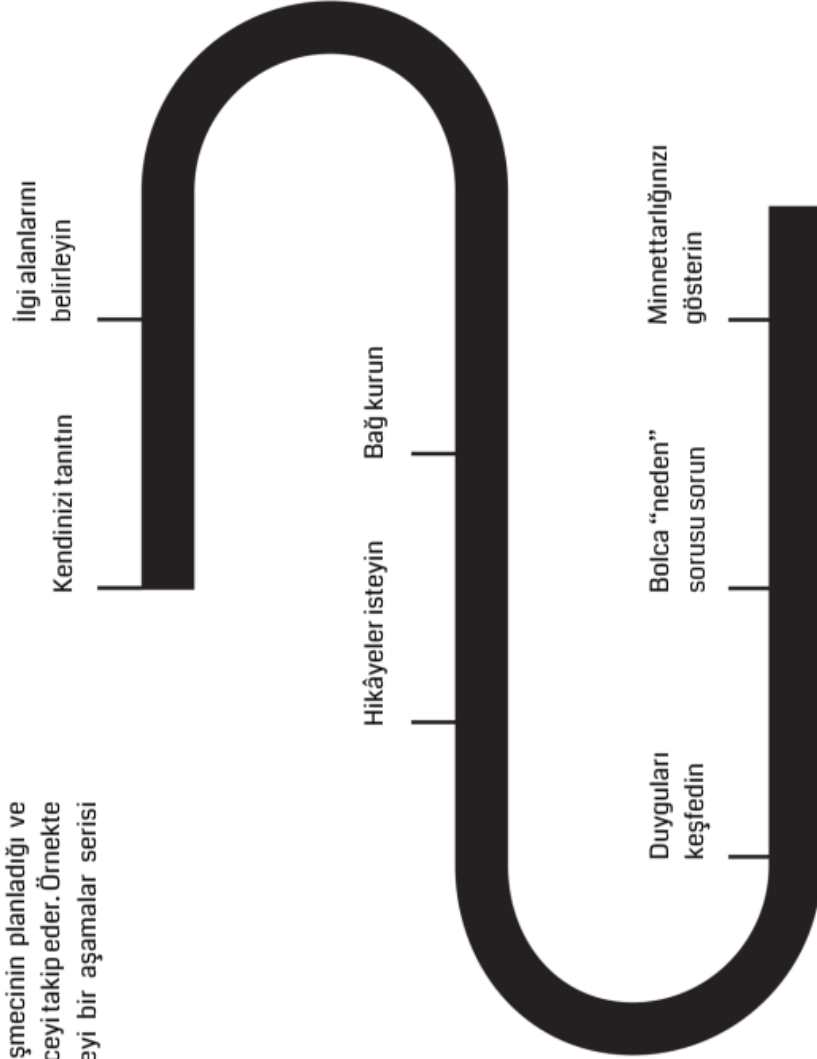 şmecinin planladığı ve
ceyi takip eder. Örnekte
eyi bir aşamalar serisi
Kendinizi tanıtın
İlgi alanlarını
belirleyin
Bağ kurun
Hikâyeler isteyin
Duyguları
keşfedin
Bolca “neden”
sorusu sorun
Minnettarlığınızı
gösterin